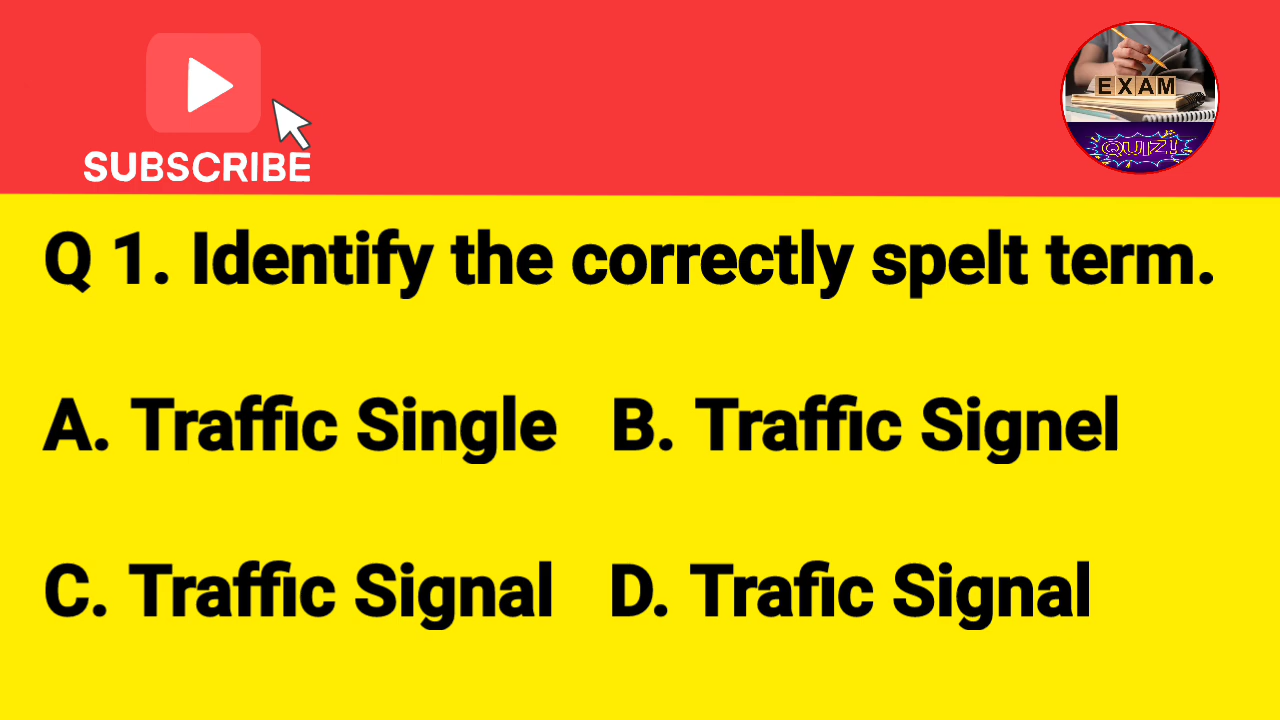 SUBSCRIBE
EXAM
QUIZ!
Q 1. Identify the correctly spelt term.
A. Traffic Single B. Traffic Signel
C. Traffic Signal D. Trafic Signal